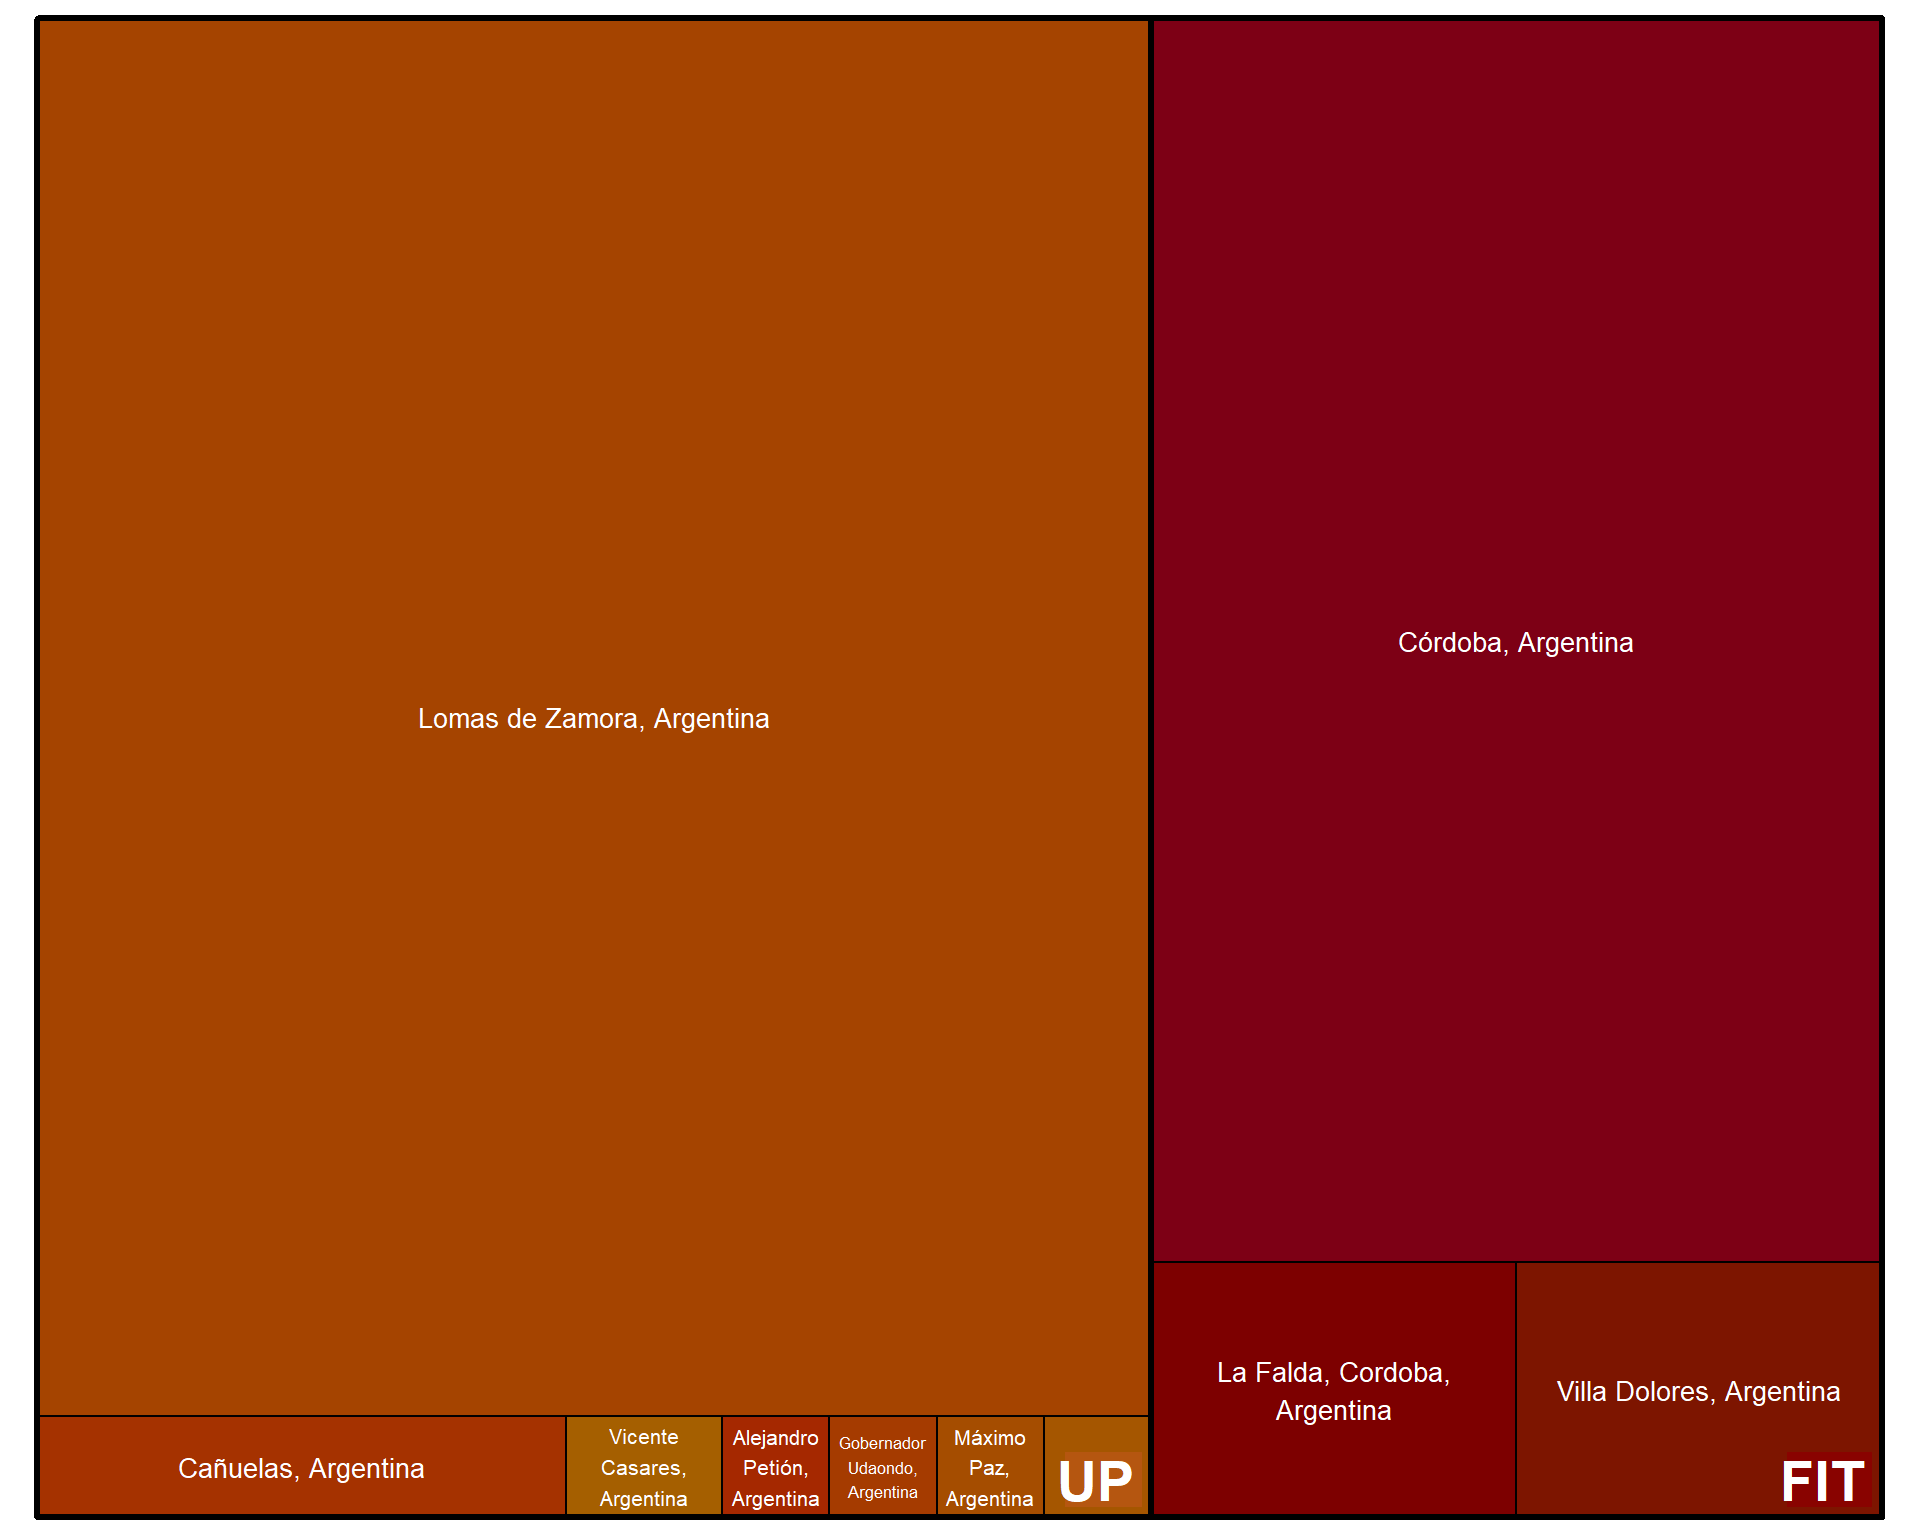 Lomas de Zamora, Argentina
Córdoba, Argentina
Cañuelas, Argentina
Vicente
Casares,
Argentina
Alejandro
Petión,
Argentina
Gobernador
Udaondo,
Argentina
Máximo
Paz,
Argentina
UP
La Falda, Cordoba,
Argentina
Villa Dolores, Argentina
FIT